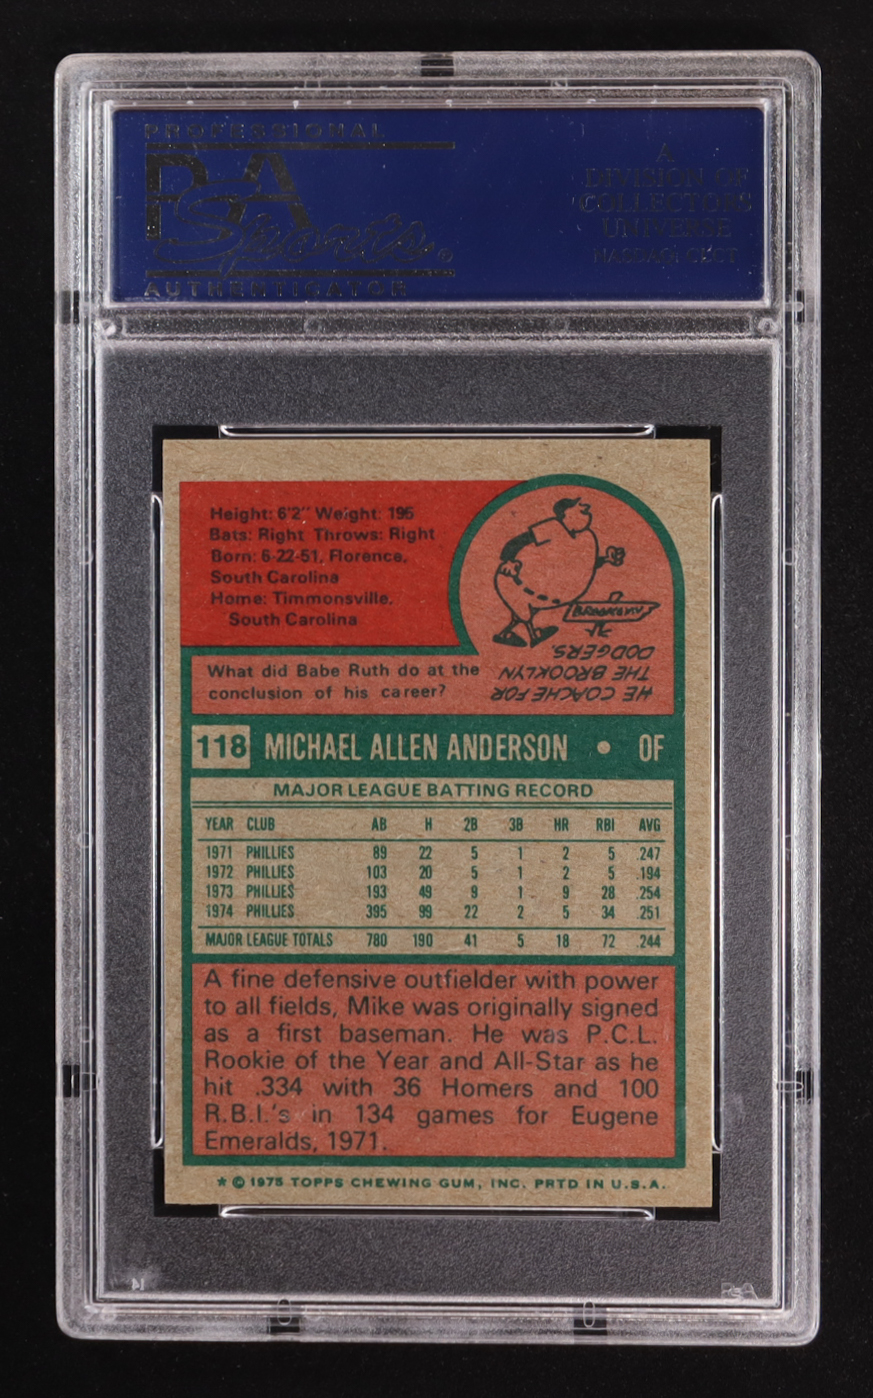 PROFESSIONAL
PSA
Sports
AUTHENTICATOR
A
DIVISION OF
COLLECTORS
UNIVERSE
NASDAQ: CLCT
Height: 6'2" Weight: 195
Bats: Right Throws: Right
Born: 6-22-51, Florence,
South Carolina
Home: Timmonsville,
South Carolina
BROOKLYN
HE COACHED FOR
THE BROOKLYN
DODGERS.
What did Babe Ruth do at the
conclusion of his career?
118 MICHAEL ALLEN ANDERSON • OF
MAJOR LEAGUE BATTING RECORD
YEAR CLUB AB H 2B 3B HR RBI AVG
1971 PHILLIES 89 22 5 1 2 5 .247
1972 PHILLIES 103 20 5 1 2 5 .194
1973 PHILLIES 193 49 9 1 9 28 .254
1974 PHILLIES 395 99 22 2 5 34 .251
MAJOR LEAGUE TOTALS 780 190 41 5 18 72 .244
A fine defensive outfielder with power
to all fields, Mike was originally signed
as a first baseman. He was P.C.L.
Rookie of the Year and All-Star as he
hit .334 with 36 Homers and 100
R.B.I.'s in 134 games for Eugene
Emeralds, 1971.
* © 1975 TOPPS CHEWING GUM, INC. PRTD IN U.S.A.
14
PSA